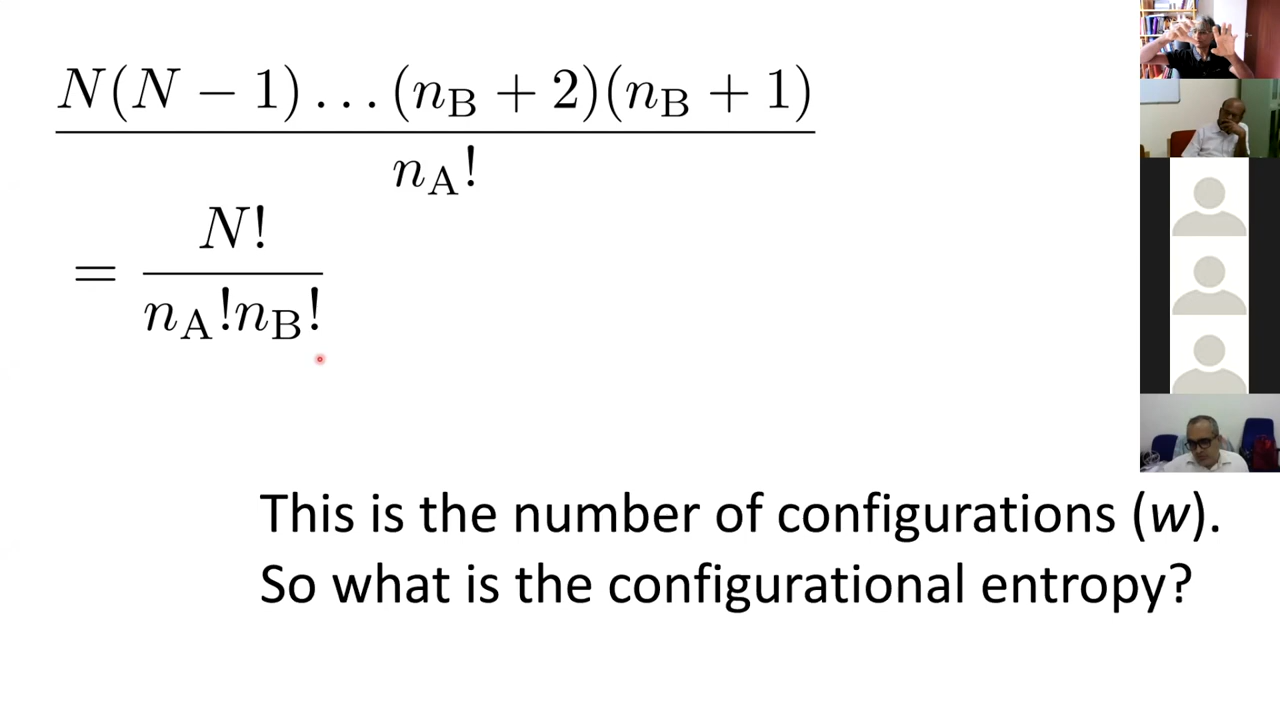 N(N − 1) . . . (n_B + 2)(n_B + 1)
n_A!
= N!
n_A!n_B!
This is the number of configurations (w).
So what is the configurational entropy?